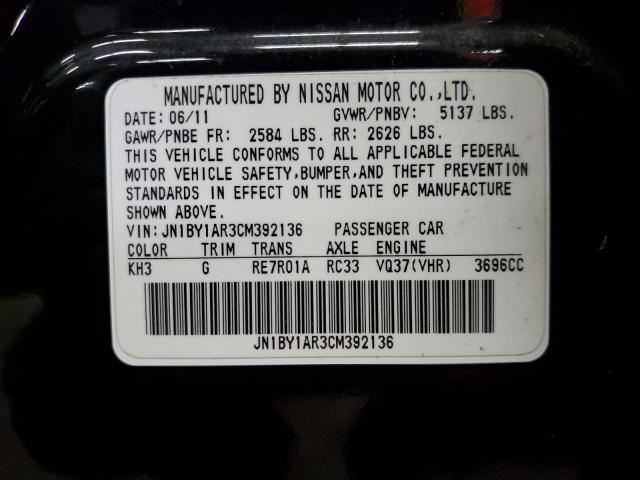 MANUFACTURED BY NISSAN MOTOR CO.,LTD.
DATE: 06/11 GVWR/PNBV: 5137 LBS.
GAWR/PNBE FR: 2584 LBS. RR: 2626 LBS.
THIS VEHICLE CONFORMS TO ALL APPLICABLE FEDERAL
MOTOR VEHICLE SAFETY,BUMPER,AND THEFT PREVENTION
STANDARDS IN EFFECT ON THE DATE OF MANUFACTURE
SHOWN ABOVE.
VIN:JN1BY1AR3CM392136 PASSENGER CAR
COLOR TRIM TRANS AXLE ENGINE
KH3 G RE7R01A RC33 VQ37(VHR) 3696CC
JN1BY1AR3CM392136